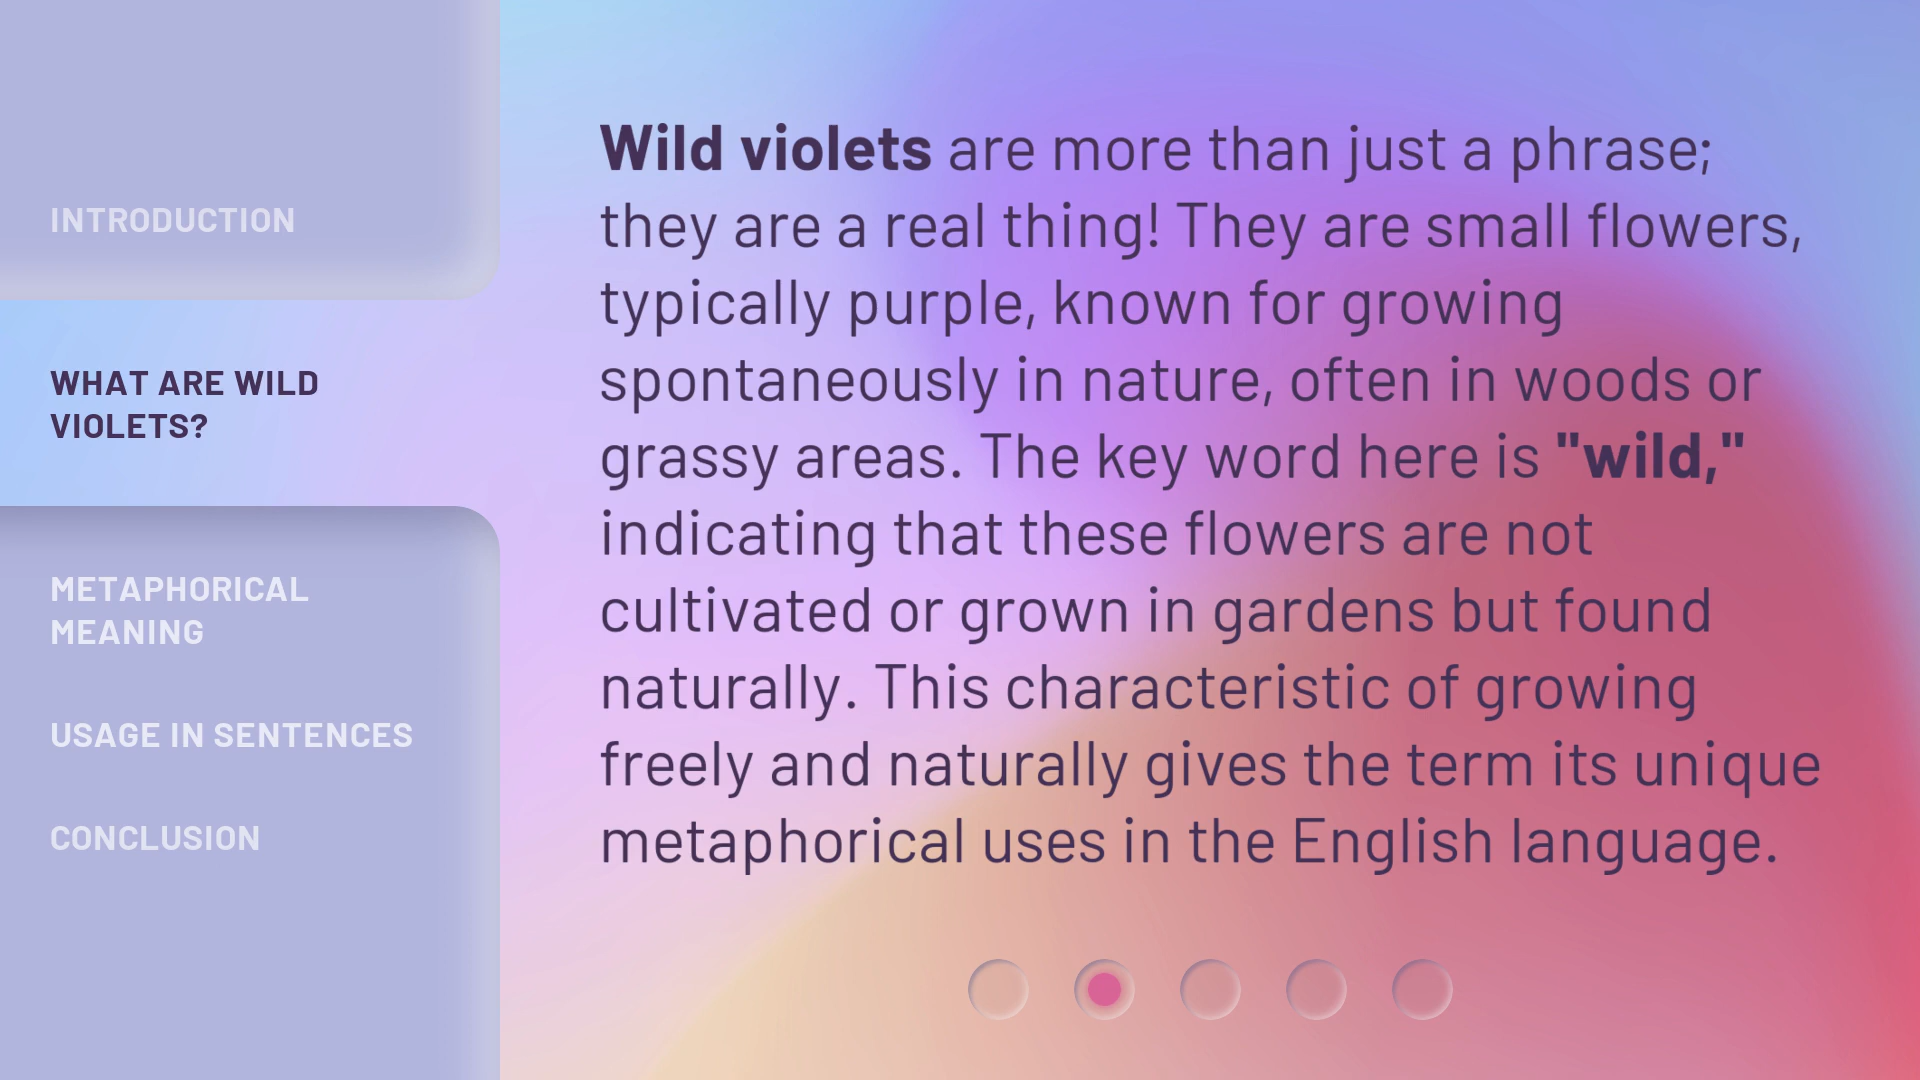 INTRODUCTION
WHAT ARE WILD
VIOLETS?
METAPHORICAL
MEANING
USAGE IN SENTENCES
CONCLUSION
Wild violets are more than just a phrase;
they are a real thing! They are small flowers,
typically purple, known for growing
spontaneously in nature, often in woods or
grassy areas. The key word here is "wild,"
indicating that these flowers are not
cultivated or grown in gardens but found
naturally. This characteristic of growing
freely and naturally gives the term its unique
metaphorical uses in the English language.